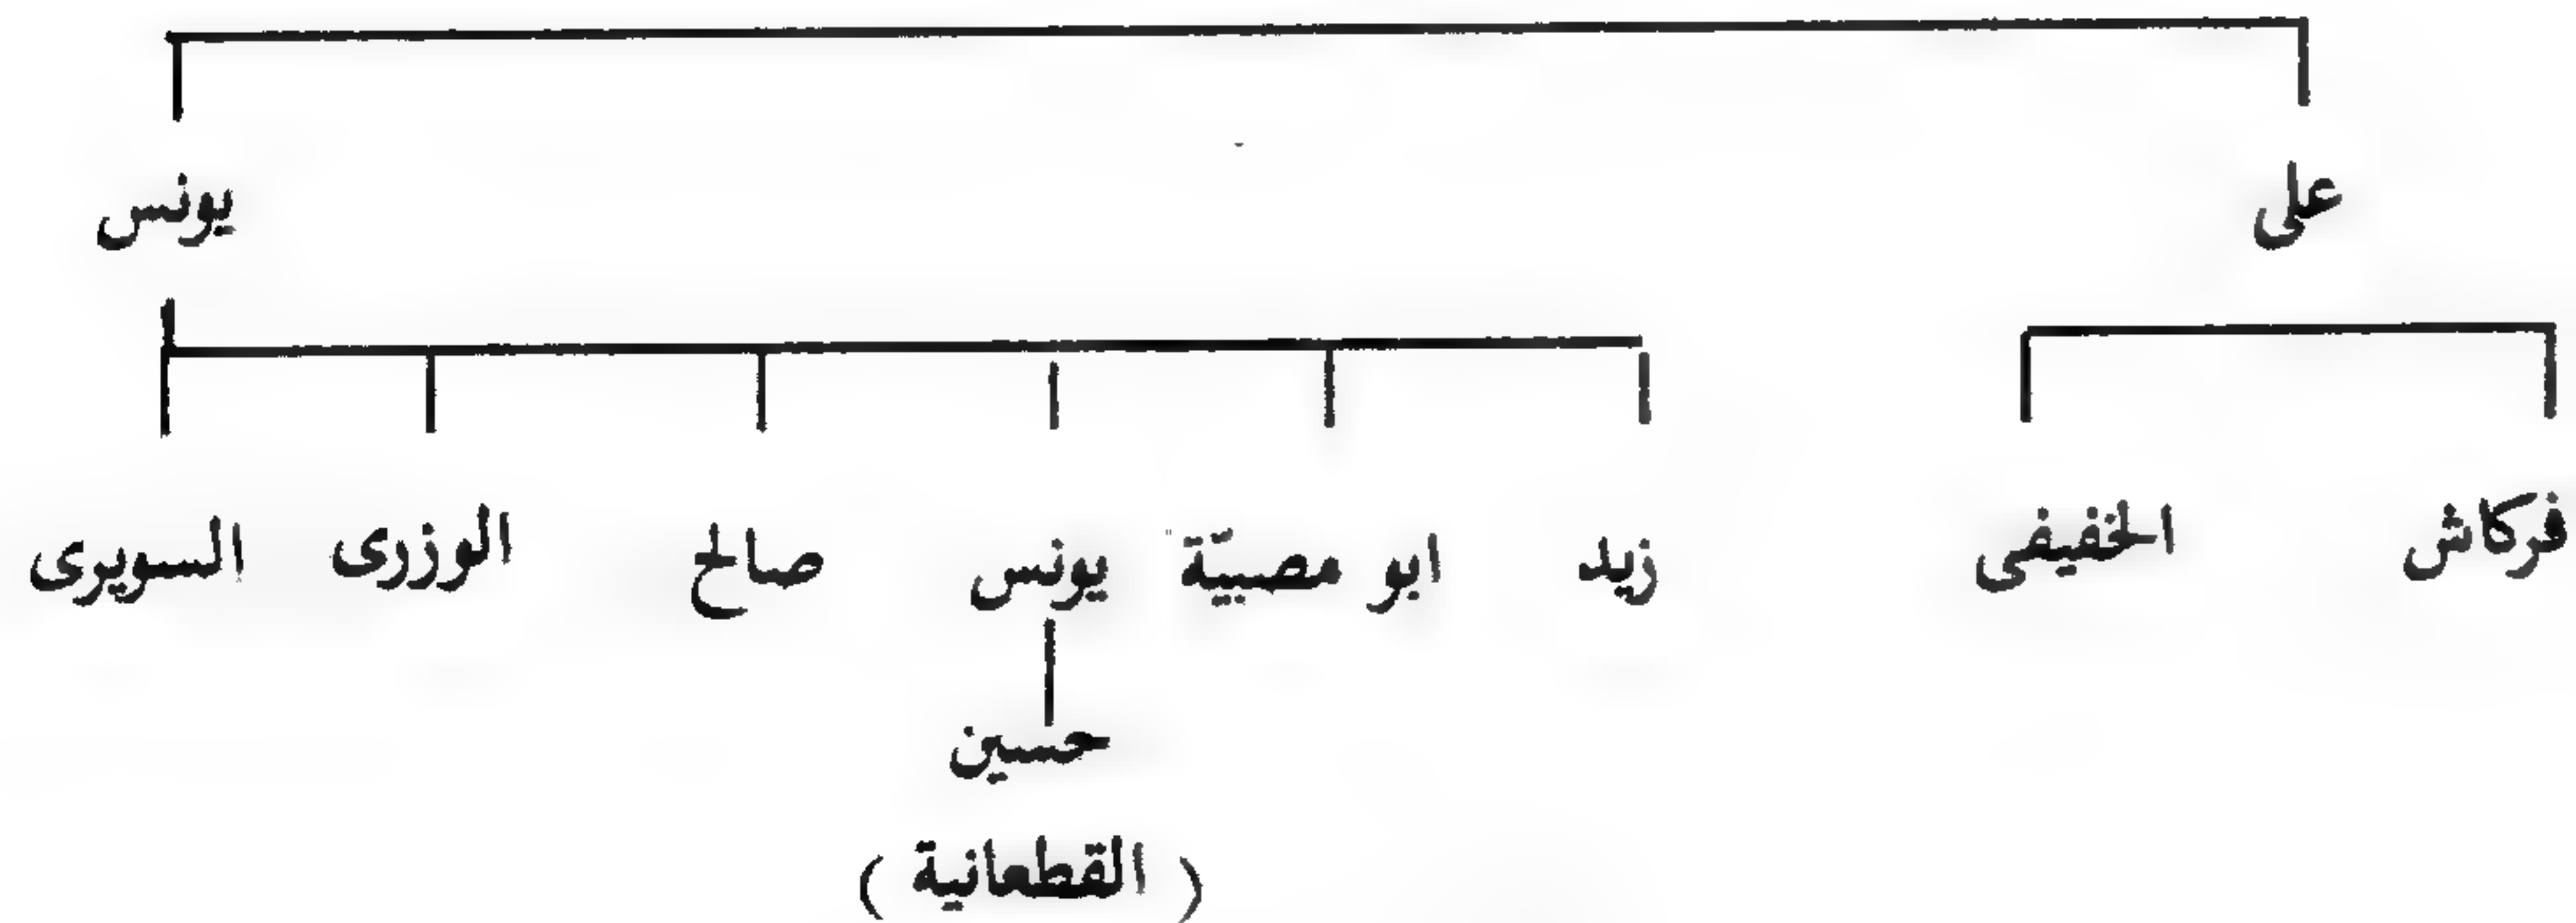 على يونس
فركاش الخفيفى زيد ابو مصبيّة يونس صالح الوزرى السويرى
حسين
( القطعانية )